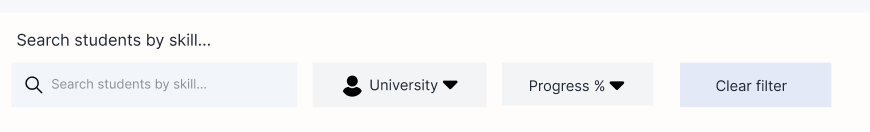 Search students by skill...
Search students by skill...
University
Progress %
Clear filter